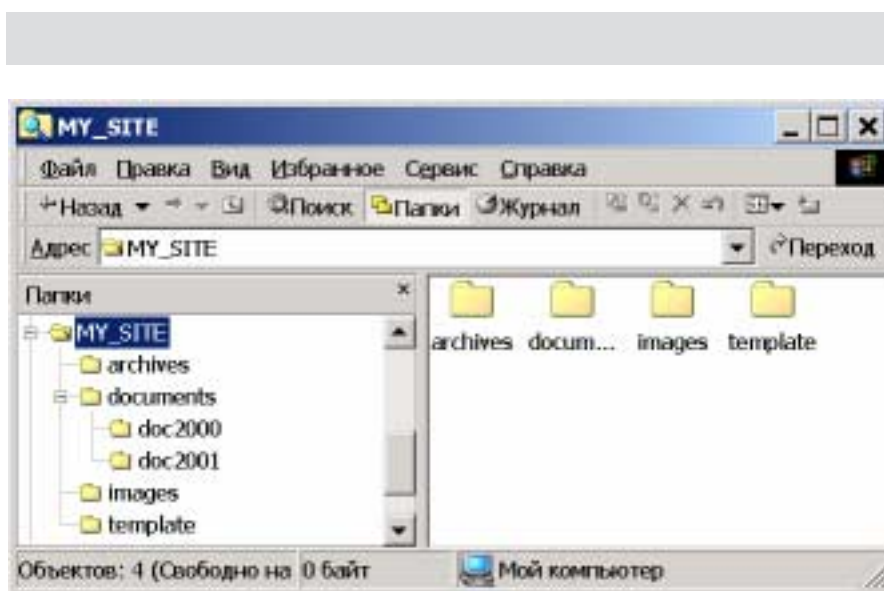 MY_SITE
Файл Правка Вид Избранное Сервис Справка
Назад Поиск Папки Журнал
Адрес MY_SITE Переход
Папки
MY_SITE
archives
documents
doc2000
doc2001
images
template
archives docum... images template
Объектов: 4 (Свободно на 0 байт Мой компьютер